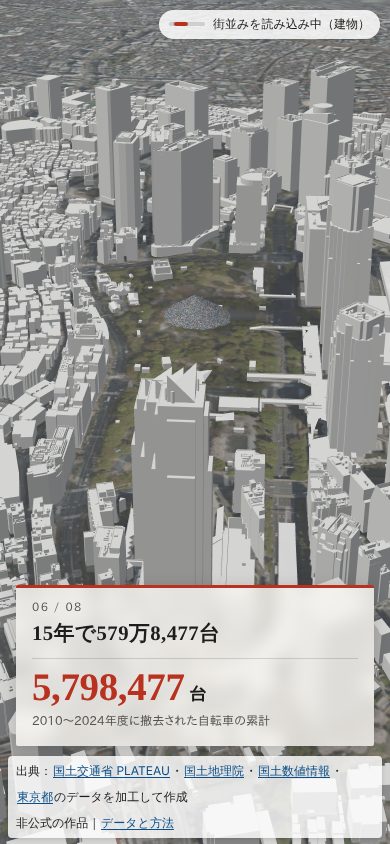 街並みを読み込み中（建物）
06 / 08
15年で579万8,477台
5,798,477 台
2010〜2024年度に撤去された自転車の累計
出典：国土交通省 PLATEAU・国土地理院・国土数値情報・
東京都のデータを加工して作成
非公式の作品 | データと方法